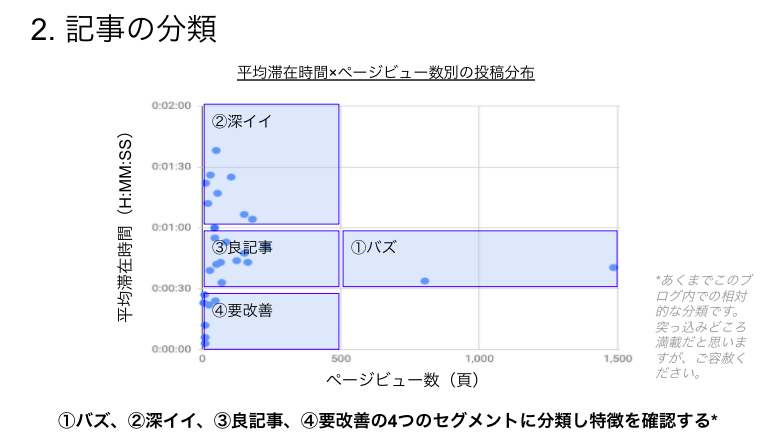 2. 記事の分類
平均滞在時間×ページビュー数別の投稿分布
平均滞在時間（H:MM:SS）
0:02:00
0:01:30
0:01:00
0:00:30
0:00:00
②深イイ
③良記事
①バズ
④要改善
0
500
1,000
1,500
ページビュー数（頁）
*あくまでこのブ
ログ内での相対
的な分類です。
突っ込みどころ
満載だと思いま
すが、ご容赦く
ださい。
①バズ、②深イイ、③良記事、④要改善の4つのセグメントに分類し特徴を確認する*